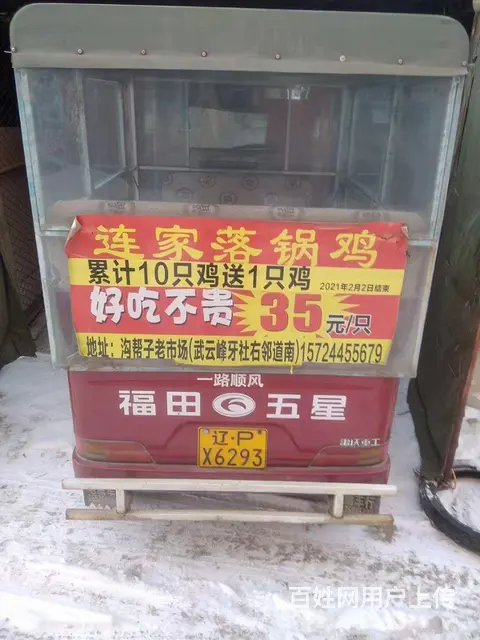 连家落锅鸡
累计10只鸡送1只鸡 2021年2月2日结束
好吃不贵 35元/只
地址：沟帮子老市场(武云峰牙社右邻道南)15724455679
一路顺风
福田 五星
辽·P
X6293
百姓网用户上传